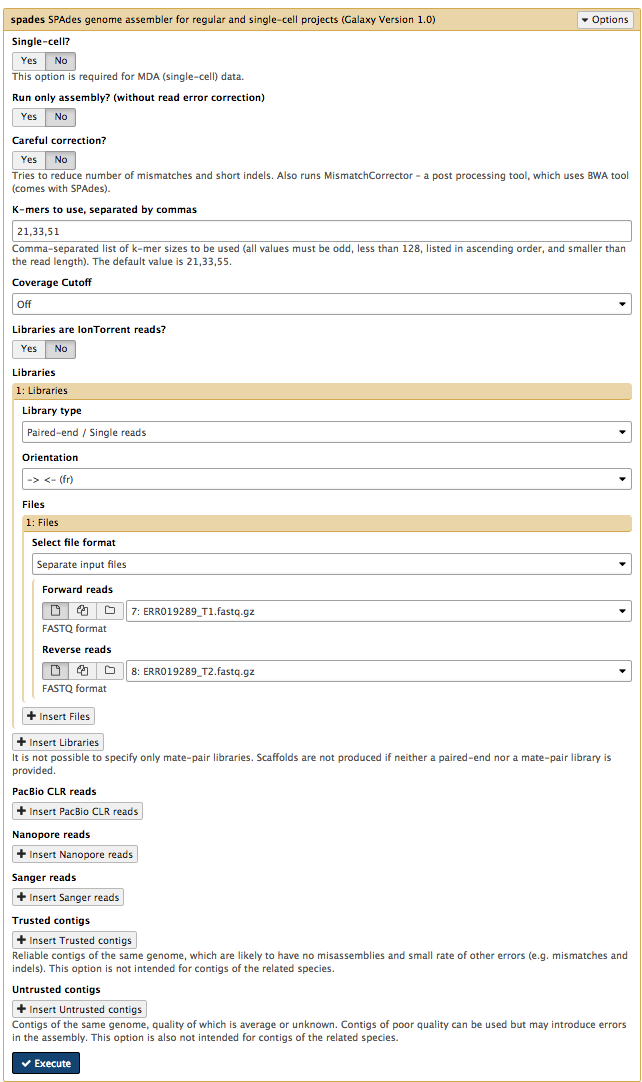 spades SPAdes genome assembler for regular and single-cell projects (Galaxy Version 1.0)
Options
Single-cell?
Yes No
This option is required for MDA (single-cell) data.
Run only assembly? (without read error correction)
Yes No
Careful correction?
Yes No
Tries to reduce number of mismatches and short indels. Also runs MismatchCorrector – a post processing tool, which uses BWA tool
(comes with SPAdes).
K-mers to use, separated by commas
21,33,51
Comma-separated list of k-mer sizes to be used (all values must be odd, less than 128, listed in ascending order, and smaller than
the read length). The default value is 21,33,55.
Coverage Cutoff
Off
Libraries are IonTorrent reads?
Yes No
Libraries
1: Libraries
Library type
Paired-end / Single reads
Orientation
-> <- (fr)
Files
1: Files
Select file format
Separate input files
Forward reads
7: ERR019289_T1.fastq.gz
FASTQ format
Reverse reads
8: ERR019289_T2.fastq.gz
FASTQ format
Insert Files
Insert Libraries
It is not possible to specify only mate-pair libraries. Scaffolds are not produced if neither a paired-end nor a mate-pair library is
provided.
PacBio CLR reads
Insert PacBio CLR reads
Nanopore reads
Insert Nanopore reads
Sanger reads
Insert Sanger reads
Trusted contigs
Insert Trusted contigs
Reliable contigs of the same genome, which are likely to have no misassemblies and small rate of other errors (e.g. mismatches and
indels). This option is not intended for contigs of the related species.
Untrusted contigs
Insert Untrusted contigs
Contigs of the same genome, quality of which is average or unknown. Contigs of poor quality can be used but may introduce errors
in the assembly. This option is also not intended for contigs of the related species.
Execute